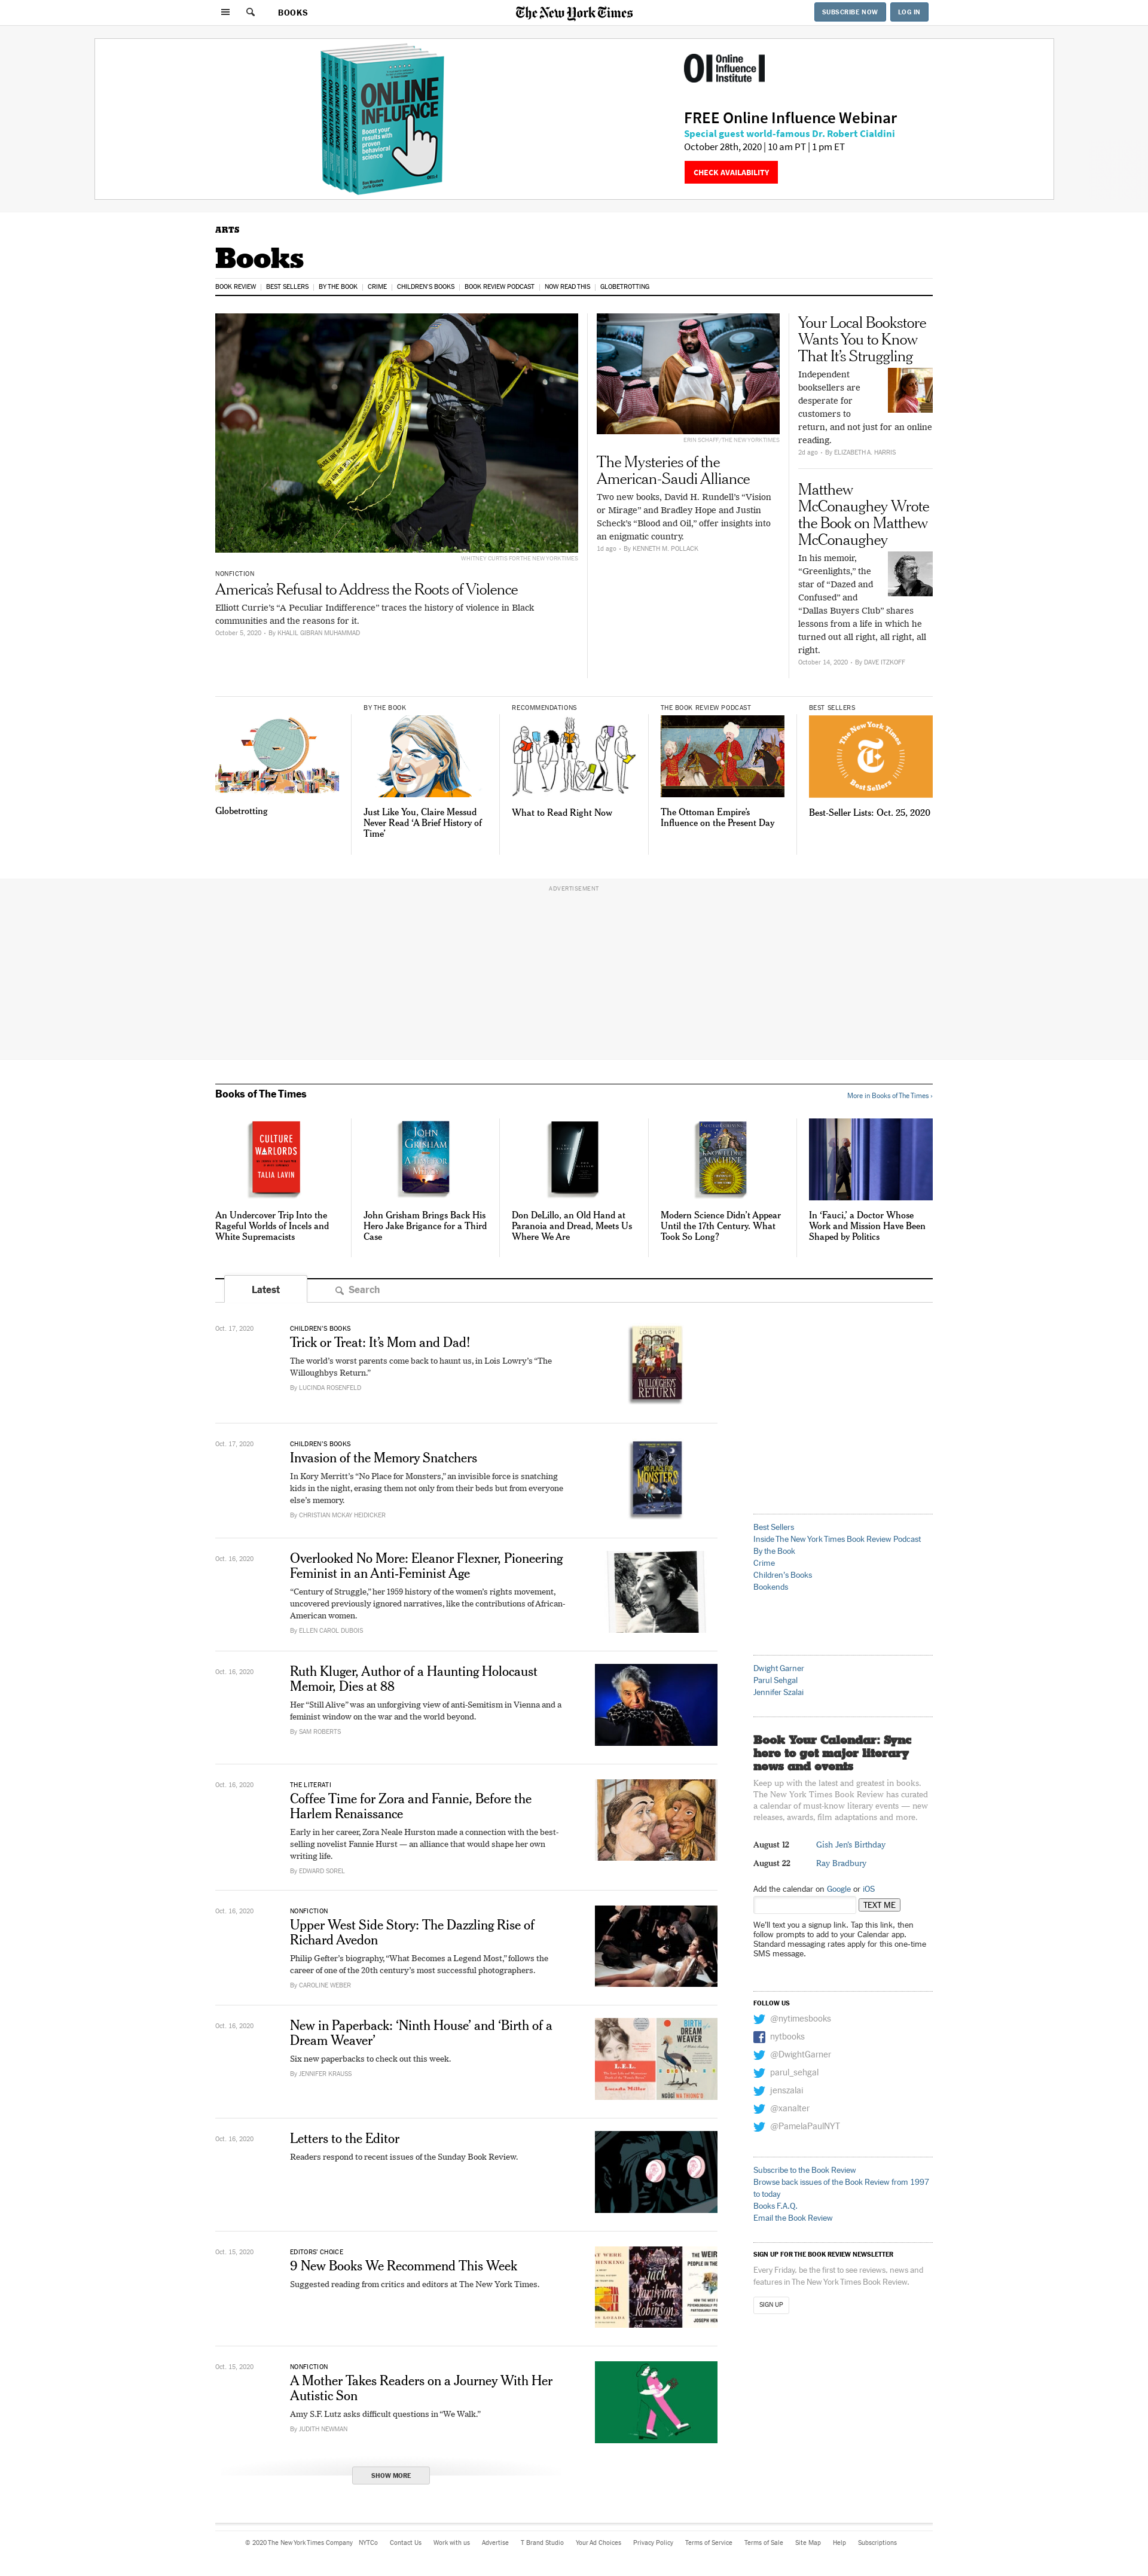 BOOKS
The New York Times
SUBSCRIBE NOW
LOG IN
ONLINE
INFLUENCE
Boost your
results with
proven
behavioral
science
Online
Influence
Institute
FREE Online Influence Webinar
Special guest world-famous Dr. Robert Cialdini
October 28th, 2020 | 10 am PT | 1 pm ET
CHECK AVAILABILITY
ARTS
Books
BOOK REVIEW
BEST SELLERS
BY THE BOOK
CRIME
CHILDREN'S BOOKS
BOOK REVIEW PODCAST
NOW READ THIS
GLOBETROTTING
WHITNEY CURTIS FOR THE NEW YORK TIMES
NONFICTION
America's Refusal to Address the Roots of Violence
Elliott Currie's “A Peculiar Indifference” traces the history of violence in Black
communities and the reasons for it.
October 5, 2020 • By KHALIL GIBRAN MUHAMMAD
ERIN SCHAFF/THE NEW YORK TIMES
The Mysteries of the
American-Saudi Alliance
Two new books, David H. Rundell's “Vision
or Mirage” and Bradley Hope and Justin
Scheck's “Blood and Oil,” offer insights into
an enigmatic country.
1d ago • By KENNETH M. POLLACK
Your Local Bookstore
Wants You to Know
That It's Struggling
Independent
booksellers are
desperate for
customers to
return, and not just for an online
reading.
2d ago • By ELIZABETH A. HARRIS
Matthew
McConaughey Wrote
the Book on Matthew
McConaughey
In his memoir,
“Greenlights,” the
star of “Dazed and
Confused” and
“Dallas Buyers Club” shares
lessons from a life in which he
turned out all right, all right, all
right.
October 14, 2020 • By DAVE ITZKOFF
Globetrotting
BY THE BOOK
Just Like You, Claire Messud
Never Read ‘A Brief History of
Time’
RECOMMENDATIONS
What to Read Right Now
THE BOOK REVIEW PODCAST
The Ottoman Empire's
Influence on the Present Day
BEST SELLERS
The New York Times
Best Sellers
Best-Seller Lists: Oct. 25, 2020
ADVERTISEMENT
Books of The Times
More in Books of The Times ›
CULTURE
WARLORDS
TALIA LAVIN
An Undercover Trip Into the
Rageful Worlds of Incels and
White Supremacists
JOHN
GRISHAM
A TIME FOR
MERCY
John Grisham Brings Back His
Hero Jake Brigance for a Third
Case
Don DeLillo, an Old Hand at
Paranoia and Dread, Meets Us
Where We Are
KNOWLEDGE
MACHINE
Modern Science Didn't Appear
Until the 17th Century. What
Took So Long?
In ‘Fauci,’ a Doctor Whose
Work and Mission Have Been
Shaped by Politics
Latest
Search
Oct. 17, 2020
CHILDREN'S BOOKS
Trick or Treat: It's Mom and Dad!
The world's worst parents come back to haunt us, in Lois Lowry's “The
Willoughbys Return.”
By LUCINDA ROSENFELD
LOIS LOWRY
WILLOUGHBYS
RETURN
Oct. 17, 2020
CHILDREN'S BOOKS
Invasion of the Memory Snatchers
In Kory Merritt's “No Place for Monsters,” an invisible force is snatching
kids in the night, erasing them not only from their beds but from everyone
else's memory.
By CHRISTIAN MCKAY HEIDICKER
NO PLACE FOR
MONSTERS
Oct. 16, 2020
Overlooked No More: Eleanor Flexner, Pioneering
Feminist in an Anti-Feminist Age
“Century of Struggle,” her 1959 history of the women's rights movement,
uncovered previously ignored narratives, like the contributions of African-
American women.
By ELLEN CAROL DUBOIS
Oct. 16, 2020
Ruth Kluger, Author of a Haunting Holocaust
Memoir, Dies at 88
Her “Still Alive” was an unforgiving view of anti-Semitism in Vienna and a
feminist window on the war and the world beyond.
By SAM ROBERTS
Oct. 16, 2020
THE LITERATI
Coffee Time for Zora and Fannie, Before the
Harlem Renaissance
Early in her career, Zora Neale Hurston made a connection with the best-
selling novelist Fannie Hurst — an alliance that would shape her own
writing life.
By EDWARD SOREL
Oct. 16, 2020
NONFICTION
Upper West Side Story: The Dazzling Rise of
Richard Avedon
Philip Gefter's biography, “What Becomes a Legend Most,” follows the
career of one of the 20th century's most successful photographers.
By CAROLINE WEBER
Oct. 16, 2020
New in Paperback: ‘Ninth House’ and ‘Birth of a
Dream Weaver’
Six new paperbacks to check out this week.
By JENNIFER KRAUSS
L.E.L.
BIRTH
DREAM
WEAVER
Oct. 16, 2020
Letters to the Editor
Readers respond to recent issues of the Sunday Book Review.
Oct. 15, 2020
EDITORS' CHOICE
9 New Books We Recommend This Week
Suggested reading from critics and editors at The New York Times.
Oct. 15, 2020
NONFICTION
A Mother Takes Readers on a Journey With Her
Autistic Son
Amy S.F. Lutz asks difficult questions in “We Walk.”
By JUDITH NEWMAN
SHOW MORE
Best Sellers
Inside The New York Times Book Review Podcast
By the Book
Crime
Children's Books
Bookends
Dwight Garner
Parul Sehgal
Jennifer Szalai
Book Your Calendar: Sync
here to get major literary
news and events
Keep up with the latest and greatest in books.
The New York Times Book Review has curated
a calendar of must-know literary events — new
releases, awards, film adaptations and more.
August 12 Gish Jen's Birthday
August 22 Ray Bradbury
Add the calendar on Google or iOS
TEXT ME
We'll text you a signup link. Tap this link, then
follow prompts to add to your Calendar app.
Standard messaging rates apply for this one-time
SMS message.
FOLLOW US
@nytimesbooks
nytbooks
@DwightGarner
parul_sehgal
jenszalai
@xanalter
@PamelaPaulNYT
Subscribe to the Book Review
Browse back issues of the Book Review from 1997
to today
Books F.A.Q.
Email the Book Review
SIGN UP FOR THE BOOK REVIEW NEWSLETTER
Every Friday, be the first to see reviews, news and
features in The New York Times Book Review.
SIGN UP
© 2020 The New York Times Company
NYTCo
Contact Us
Work with us
Advertise
T Brand Studio
Your Ad Choices
Privacy Policy
Terms of Service
Terms of Sale
Site Map
Help
Subscriptions